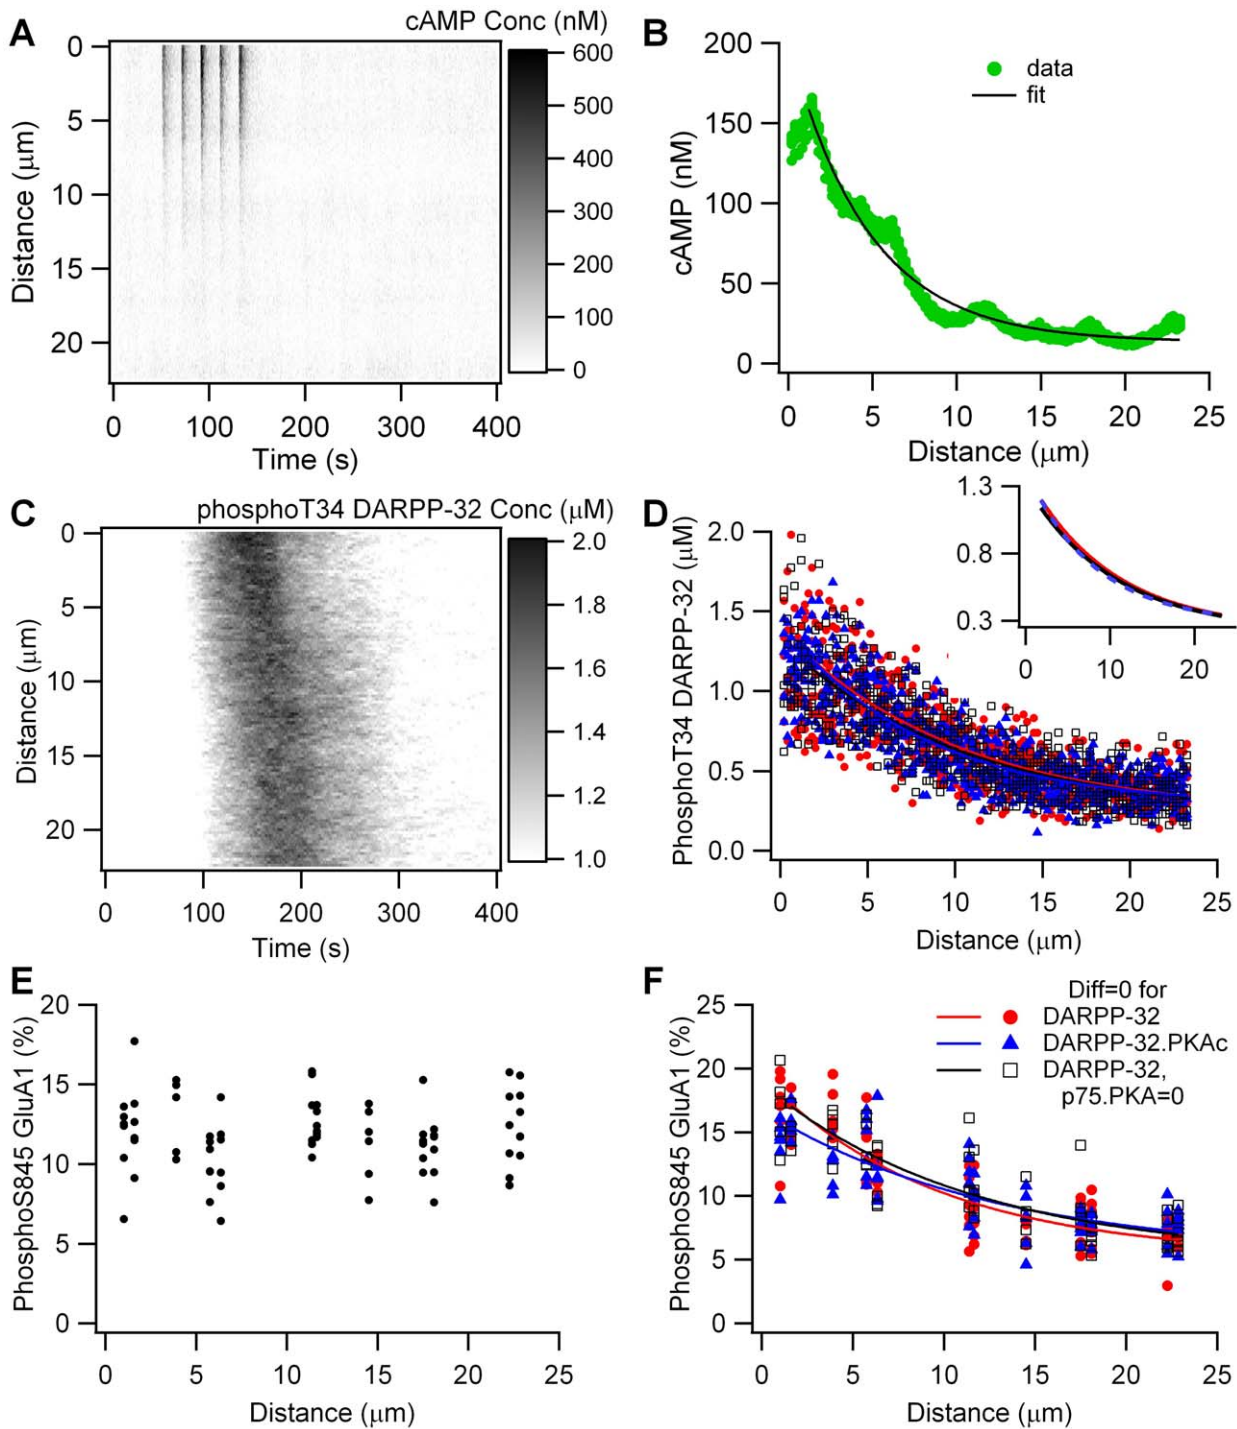 A
cAMP Conc (nM)
0
5
10
15
20
Distance (μm)
600
500
400
300
200
100
0
0 100 200 300 400
Time (s)
B
200
150
100
50
0
cAMP (nM)
data
fit
0 5 10 15 20 25
Distance (μm)
C
phosphoT34 DARPP-32 Conc (μM)
0
5
10
15
20
Distance (μm)
2.0
1.8
1.6
1.4
1.2
1.0
0 100 200 300 400
Time (s)
D
2.0
1.5
1.0
0.5
0.0
PhosphoT34 DARPP-32 (μM)
1.3
0.8
0.3
0 10 20
0 5 10 15 20 25
Distance (μm)
E
20
15
10
5
0
PhosphoS845 GluA1 (%)
0 5 10 15 20 25
Distance (μm)
F
25
20
15
10
5
0
PhosphoS845 GluA1 (%)
Diff=0 for
DARPP-32
DARPP-32.PKAc
DARPP-32,
p75.PKA=0
0 5 10 15 20 25
Distance (μm)